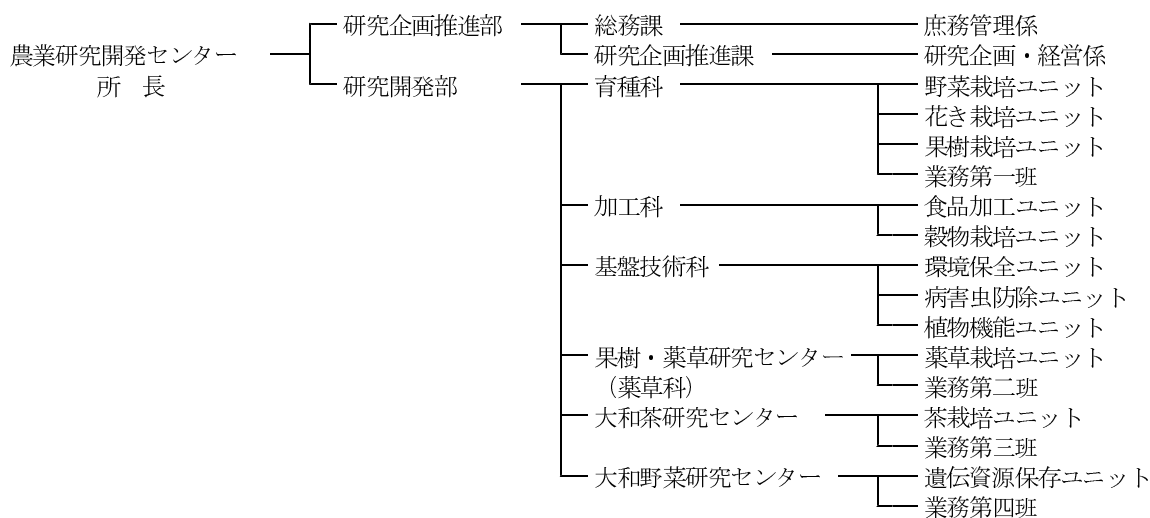 研究企画推進部 総務課 庶務管理係
農業研究開発センター 研究企画推進課 研究企画・経営係
所 長 研究開発部 育種科 野菜栽培ユニット
花き栽培ユニット
果樹栽培ユニット
業務第一班
加工科 食品加工ユニット
穀物栽培ユニット
基盤技術科 環境保全ユニット
病害虫防除ユニット
植物機能ユニット
果樹・薬草研究センター 薬草栽培ユニット
（薬草科） 業務第二班
大和茶研究センター 茶栽培ユニット
業務第三班
大和野菜研究センター 遺伝資源保存ユニット
業務第四班